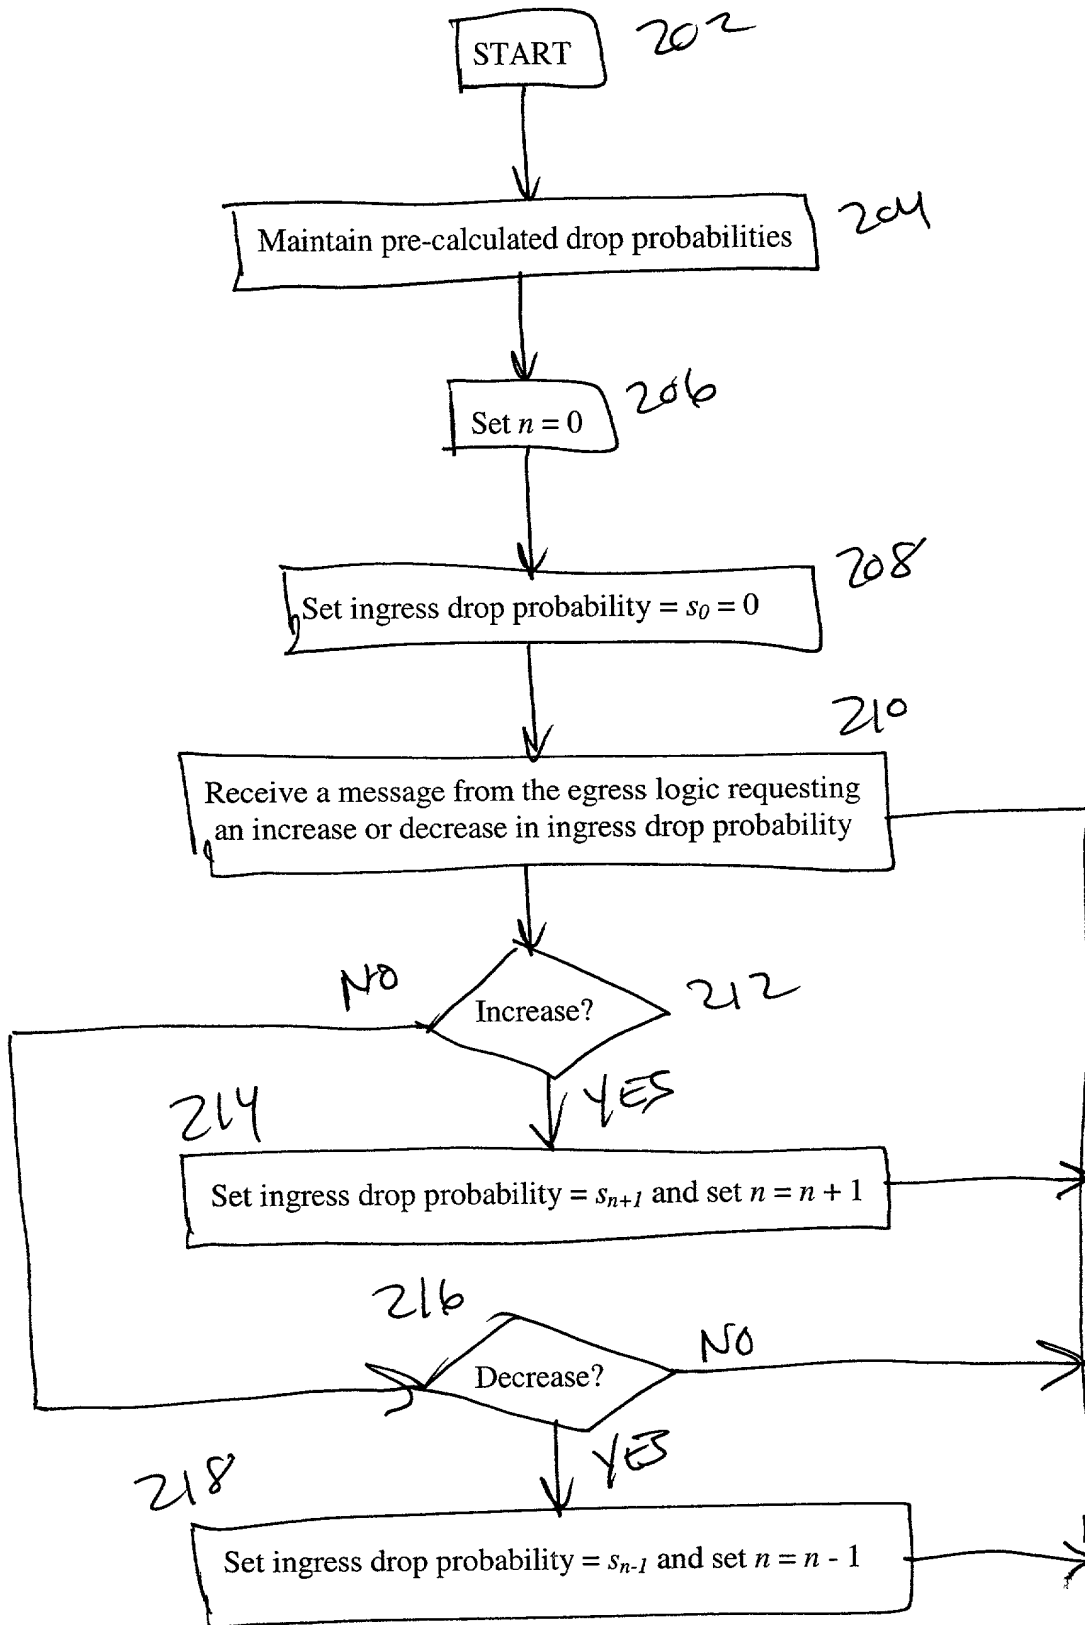 START
202
Maintain pre-calculated drop probabilities
204
Set n = 0
206
Set ingress drop probability = s0 = 0
208
210
Receive a message from the egress logic requesting
an increase or decrease in ingress drop probability
NO
Increase?
212
YES
214
Set ingress drop probability = sn+1 and set n = n + 1
216
Decrease?
NO
YES
218
Set ingress drop probability = sn-1 and set n = n - 1